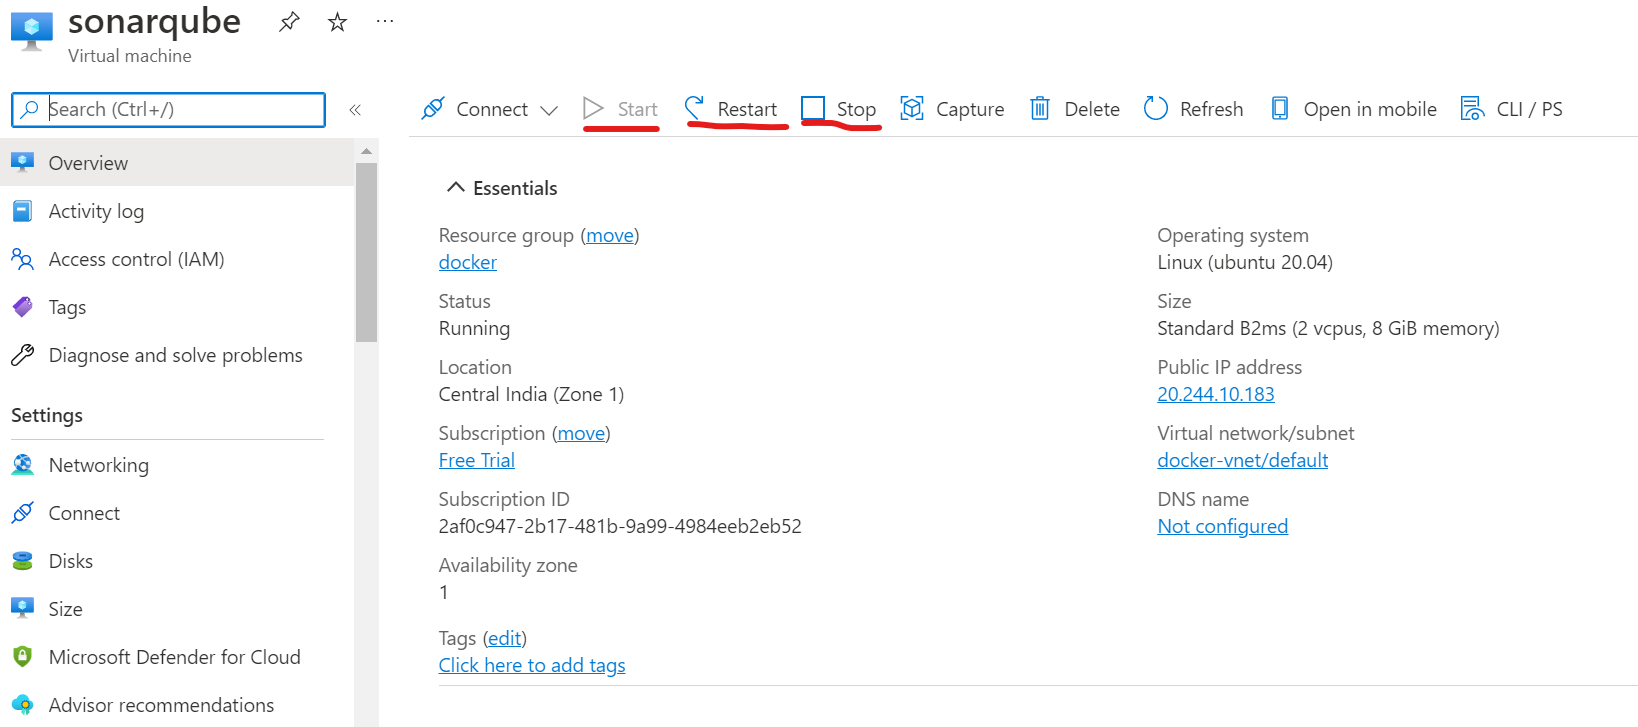 sonarqube
Virtual machine
Search (Ctrl+/)
Overview
Activity log
Access control (IAM)
Tags
Diagnose and solve problems
Settings
Networking
Connect
Disks
Size
Microsoft Defender for Cloud
Advisor recommendations
Connect Start Restart Stop Capture Delete Refresh Open in mobile CLI / PS
Essentials
Resource group (move)
docker
Status
Running
Location
Central India (Zone 1)
Subscription (move)
Free Trial
Subscription ID
2af0c947-2b17-481b-9a99-4984eeb2eb52
Availability zone
1
Tags (edit)
Click here to add tags
Operating system
Linux (ubuntu 20.04)
Size
Standard B2ms (2 vcpus, 8 GiB memory)
Public IP address
20.244.10.183
Virtual network/subnet
docker-vnet/default
DNS name
Not configured